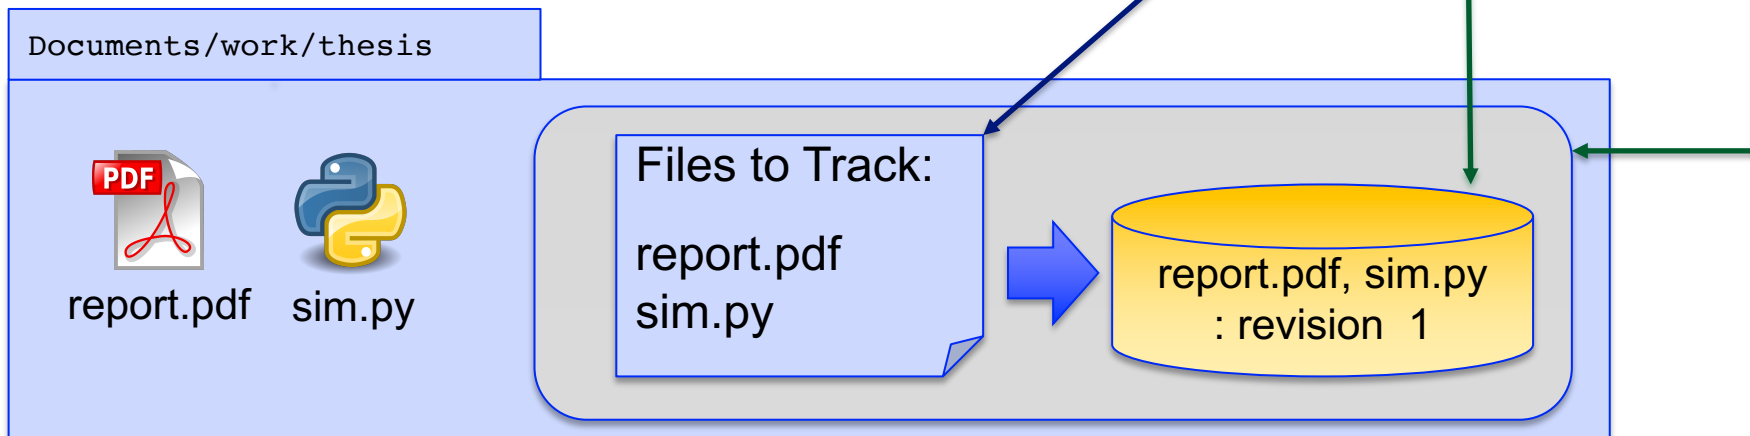 Documents/work/thesis
PDF
report.pdf
sim.py
Files to Track:
report.pdf
sim.py
report.pdf, sim.py
: revision 1